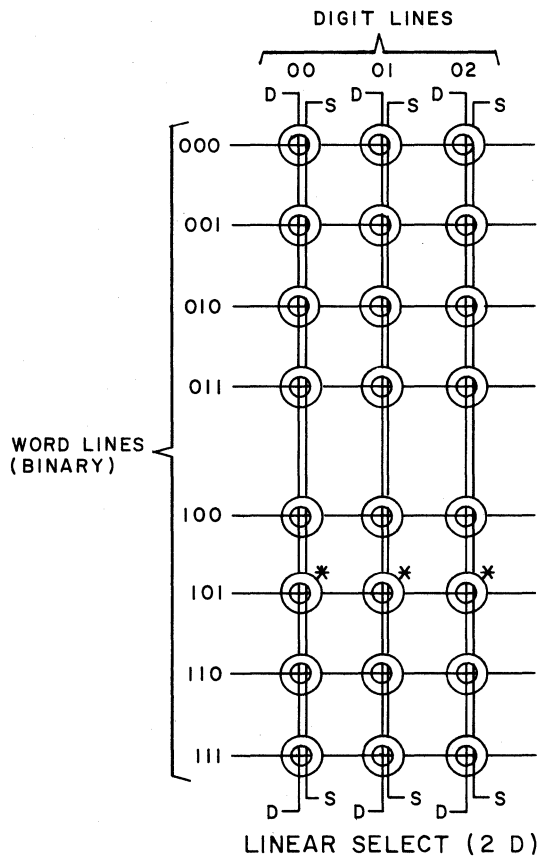 DIGIT LINES
00 01 02
D S D S D S
000
001
010
011
WORD LINES
(BINARY)
100
* * *
101
110
111
D S D S D S
LINEAR SELECT (2 D)